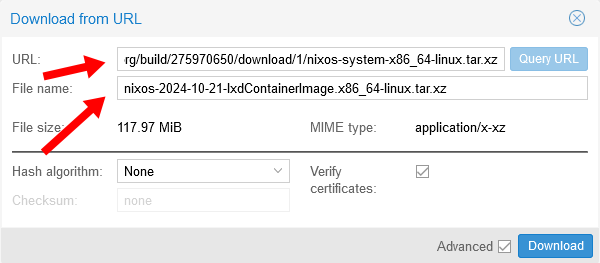 Download from URL
URL: rg/build/275970650/download/1/nixos-system-x86_64-linux.tar.xz Query URL
File name: nixos-2024-10-21-lxdContainerImage.x86_64-linux.tar.xz
File size: 117.97 MiB MIME type: application/x-xz
Hash algorithm: None Verify certificates:
Checksum: none
Advanced Download